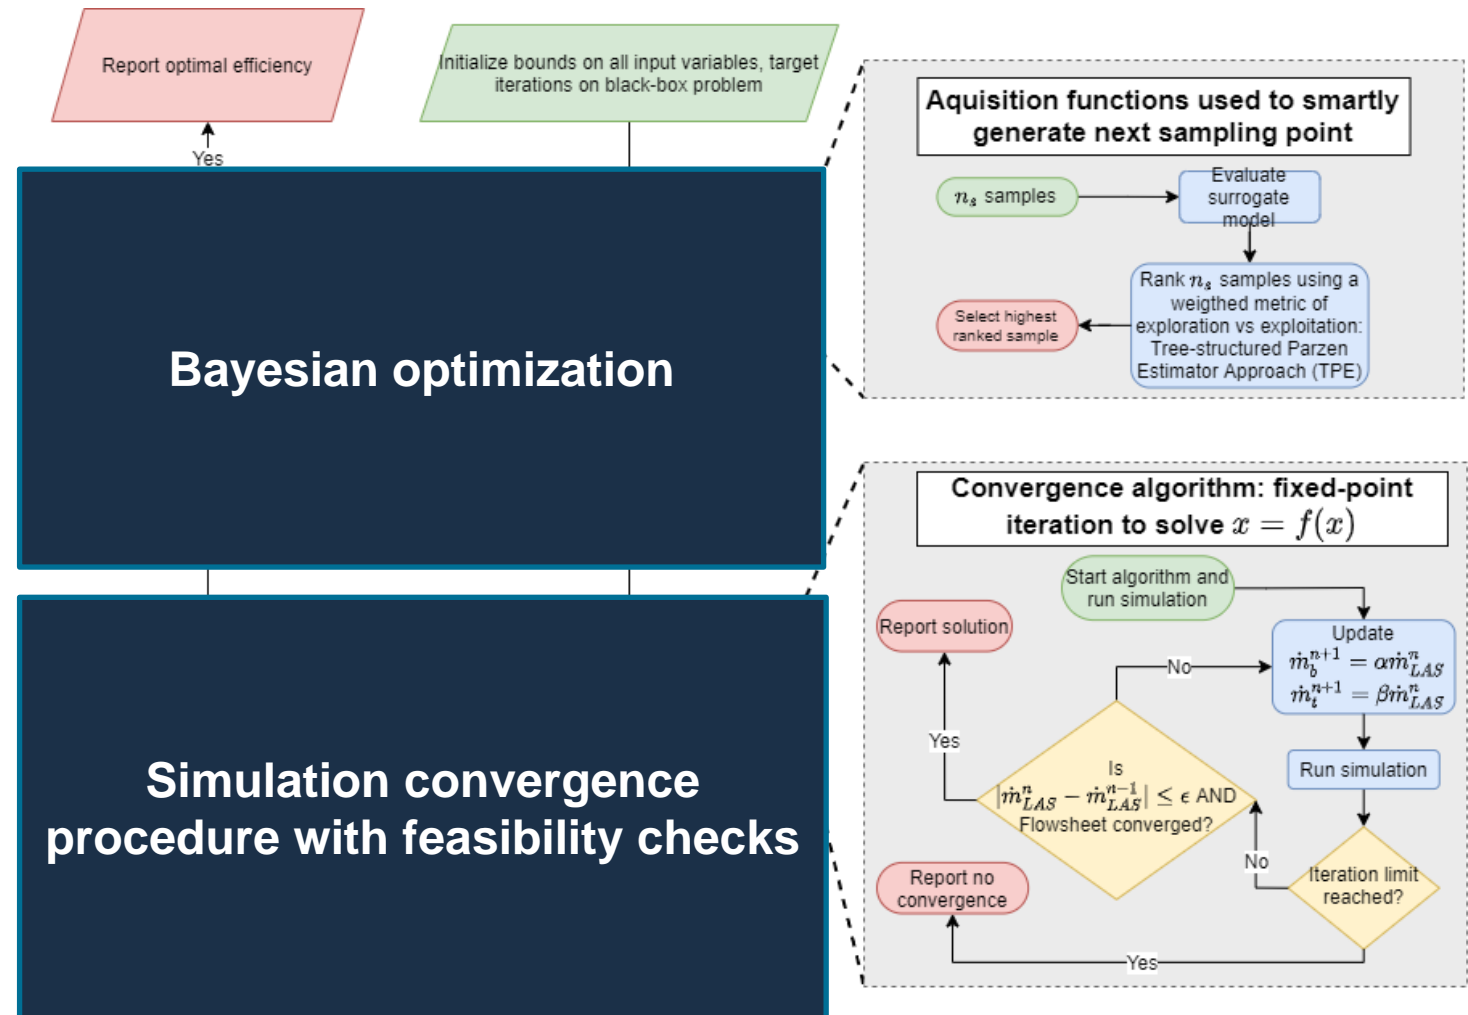 Report optimal efficiency
Initialize bounds on all input variables, target
iterations on black-box problem
Yes
Bayesian optimization
Simulation convergence
procedure with feasibility checks
Aquisition functions used to smartly
generate next sampling point
n_s samples
Evaluate
surrogate
model
Rank n_s samples using a
weigthed metric of
exploration vs exploitation:
Tree-structured Parzen
Estimator Approach (TPE)
Select highest
ranked sample
Convergence algorithm: fixed-point
iteration to solve x = f(x)
Start algorithm and
run simulation
Report solution
Update
ṁ_b^{n+1} = αṁ_{LAS}^n
ṁ_t^{n+1} = βṁ_{LAS}^n
No
Yes
Run simulation
Is
|ṁ_{LAS}^n − ṁ_{LAS}^{n-1}| ≤ ϵ AND
Flowsheet converged?
No
Iteration limit
reached?
Report no
convergence
Yes